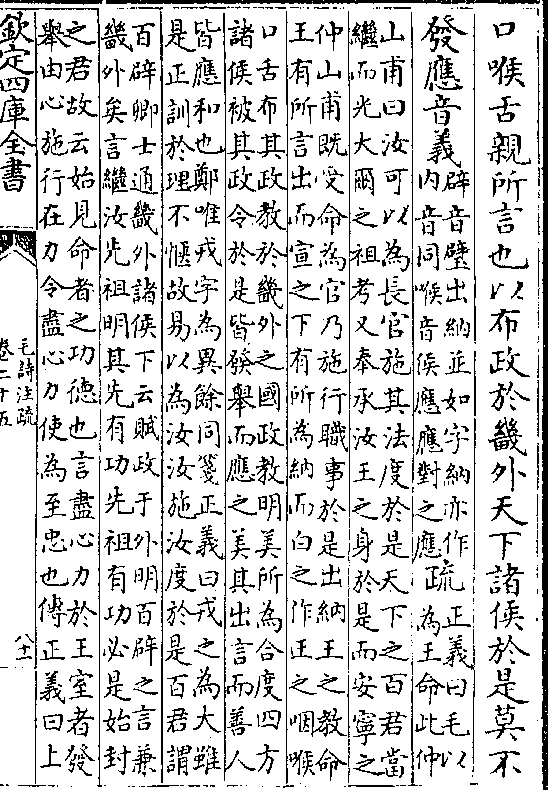 口喉舌親所言也以布政於畿外天下諸侯於是莫不
發應音義辟音璧出納並如字納亦作
内音同喉音侯應應對之應疏正義曰毛以
為王命此仲
山甫曰汝可以為長官施其法度於是天下之百君當
繼而光大爾之祖考又奉承汝王之身於是而安寧之
仲山甫既受命為官乃施行職事於是出納王之教命
王有所言出而宣之下有所為納而白之作王之咽喉
口舌布其政教於畿外之國政教明美所為合度四方
諸侯被其政令於是皆發舉而應之美其出言而善人
皆應和也鄭唯戎字為異餘同箋正義曰戎之為大雖
是正訓於理不愜故易以為汝汝施汝度於是百君謂
百辟卿士通畿外諸侯下云賦政于外明百辟之言兼
畿外矣言繼汝先祖明其先有功先祖有功必是始封
之君故云始見命者之功德也言盡心力於王室者發
舉由心施行在力令盡心力使為至忠也傳正義曰上
欽定四庫全書
毛詩注疏
卷二十五
八十一